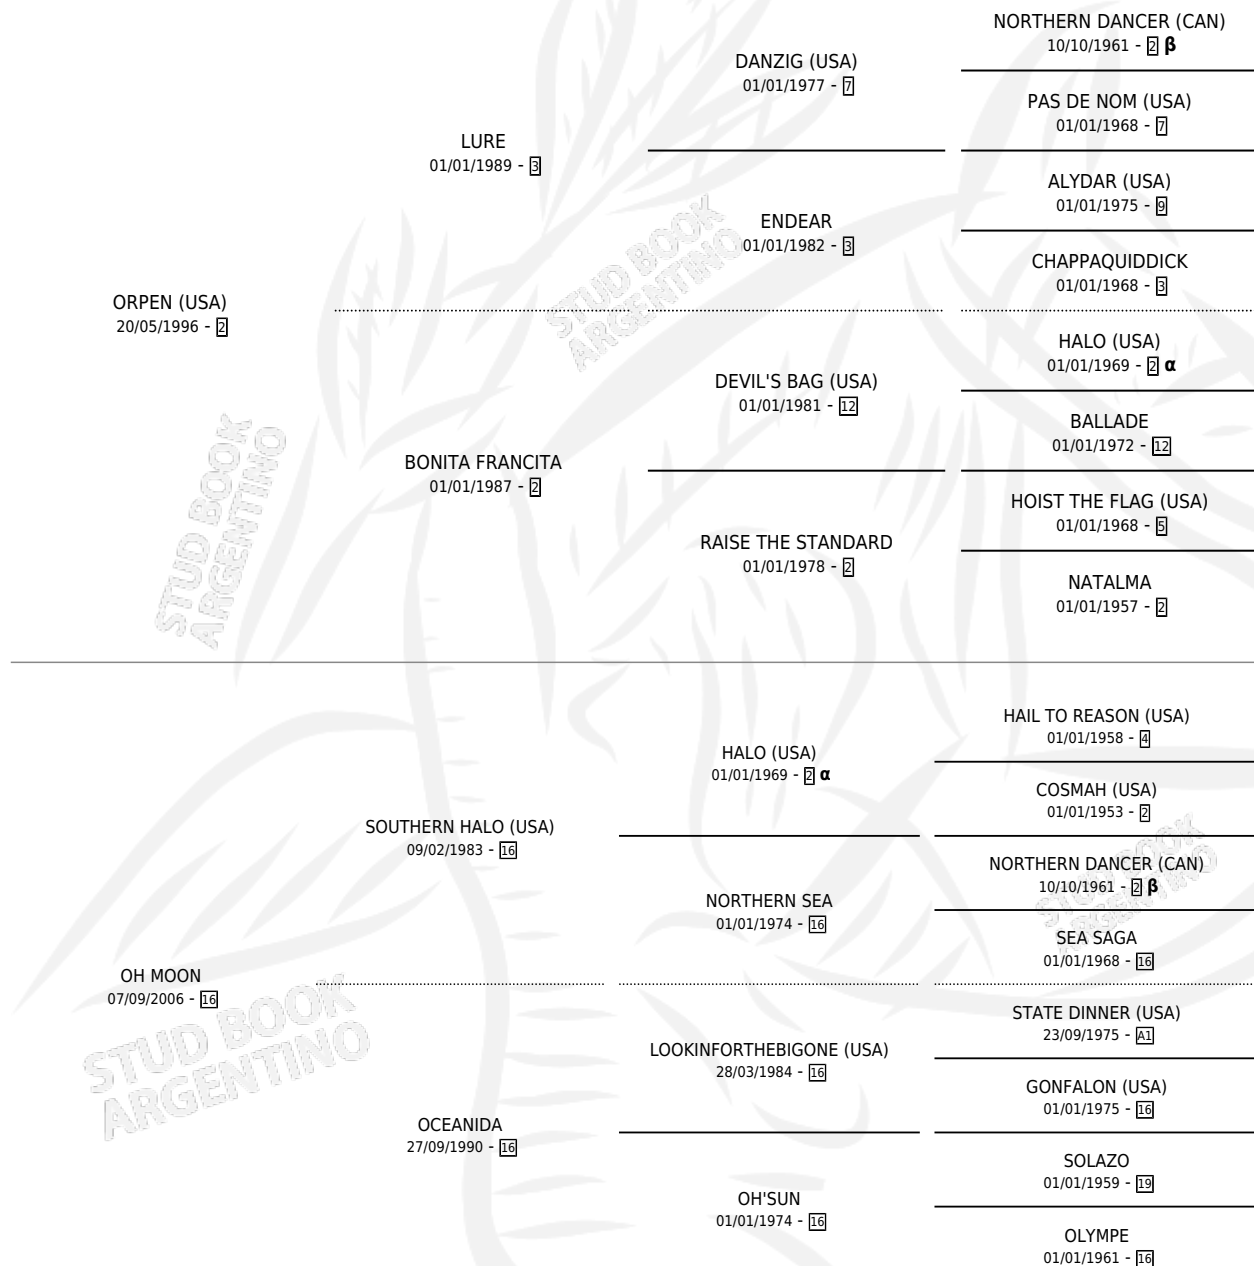 NORTHERN DANCER (CAN)
10/10/1961 - 2 β
DANZIG (USA)
01/01/1977 - 7
PAS DE NOM (USA)
01/01/1968 - 7
LURE
01/01/1989 - 3
ALYDAR (USA)
01/01/1975 - 9
ENDEAR
01/01/1982 - 3
CHAPPAQUIDDICK
01/01/1968 - 3
ORPEN (USA)
20/05/1996 - 2
HALO (USA)
01/01/1969 - 2 α
DEVIL'S BAG (USA)
01/01/1981 - 12
BALLADE
01/01/1972 - 12
BONITA FRANCITA
01/01/1987 - 2
HOIST THE FLAG (USA)
01/01/1968 - 5
RAISE THE STANDARD
01/01/1978 - 2
NATALMA
01/01/1957 - 2
STUD BOOK
ARGENTINO
STUD BOOK
ARGENTINO
HAIL TO REASON (USA)
01/01/1958 - 4
HALO (USA)
01/01/1969 - 2 α
COSMAH (USA)
01/01/1953 - 2
SOUTHERN HALO (USA)
09/02/1983 - 16
NORTHERN DANCER (CAN)
10/10/1961 - 2 β
NORTHERN SEA
01/01/1974 - 16
SEA SAGA
01/01/1968 - 16
OH MOON
07/09/2006 - 16
STATE DINNER (USA)
23/09/1975 - A1
LOOKINFORTHEBIGONE (USA)
28/03/1984 - 16
GONFALON (USA)
01/01/1975 - 16
OCEANIDA
27/09/1990 - 16
SOLAZO
01/01/1959 - 19
OH'SUN
01/01/1974 - 16
OLYMPE
01/01/1961 - 16
STUD BOOK
ARGENTINO
STUD BOOK
ARGENTINO